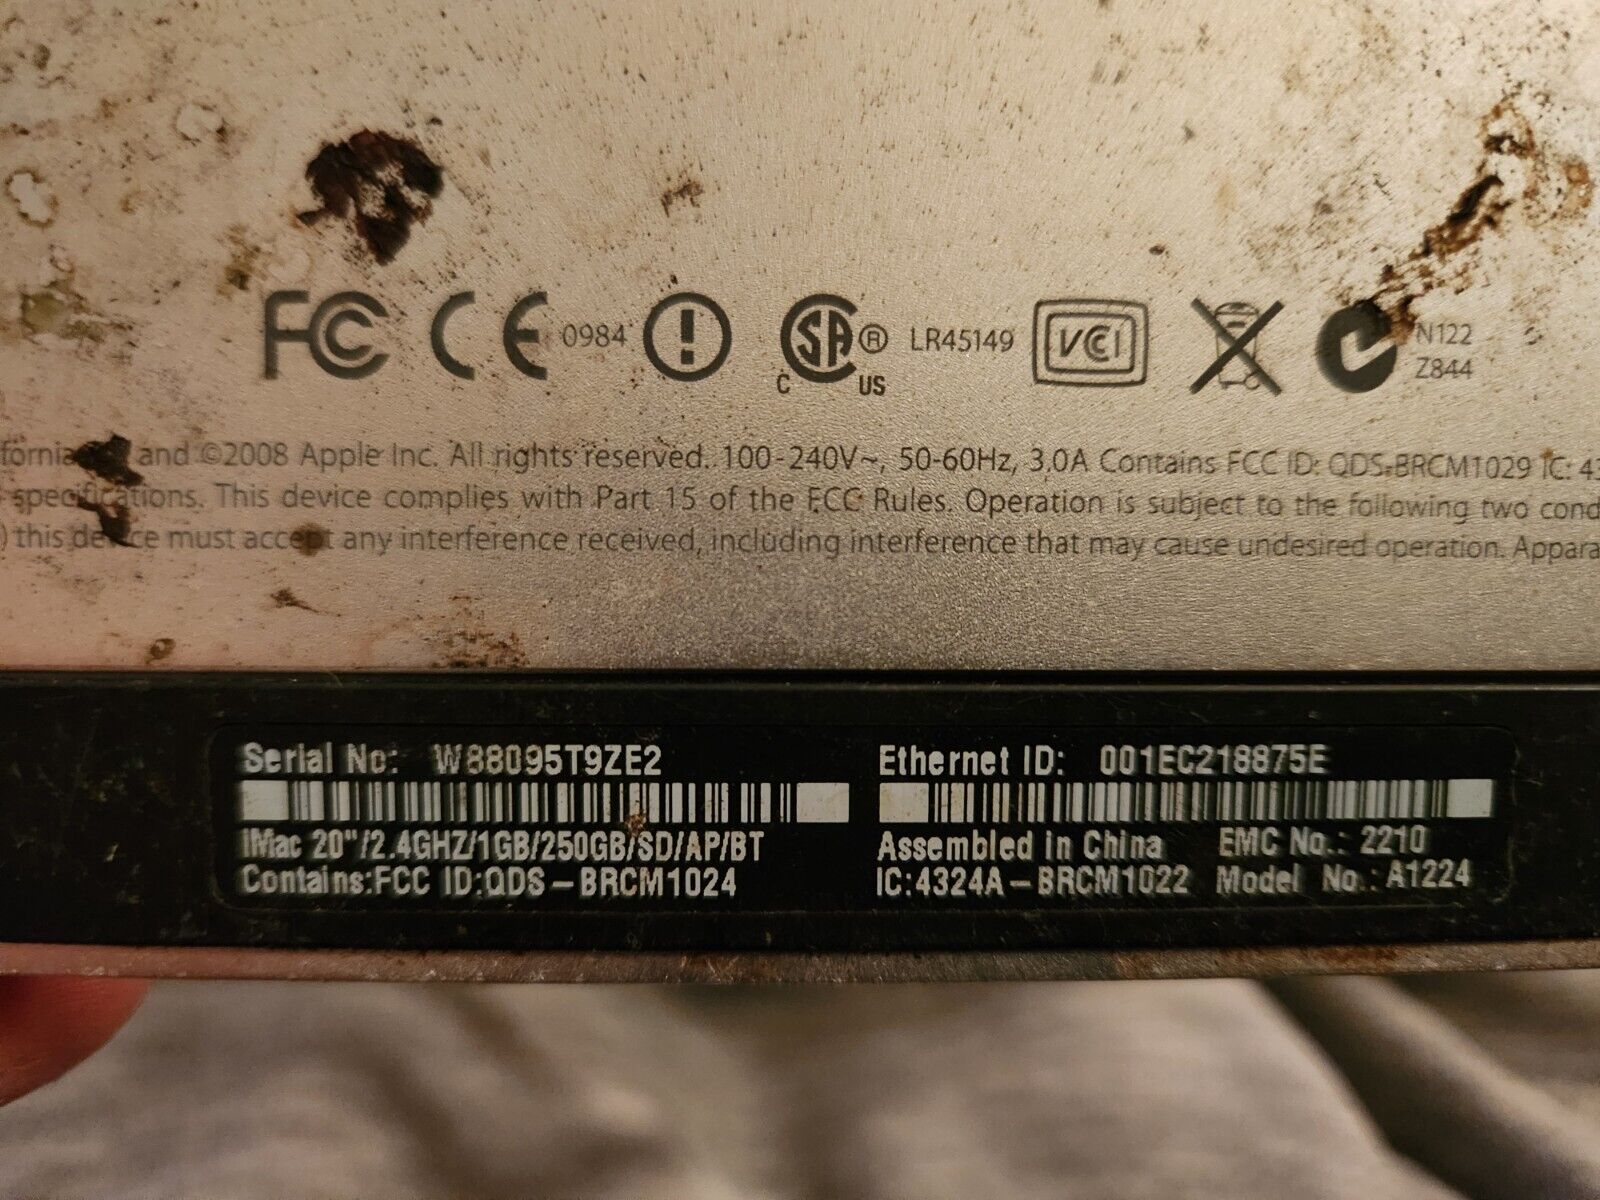 FC CE 0984 ! C SA ® US LR45149 VCI N122
Z844
and ©2008 Apple Inc. All rights reserved. 100-240V~, 50-60Hz, 3.0A Contains FCC ID: QDS-BRCM1029 IC: 43
specifications. This device complies with Part 15 of the FCC Rules. Operation is subject to the following two cond
) this device must accept any interference received, including interference that may cause undesired operation. Appara
Serial No: W88095T9ZE2
iMac 20"/2.4GHZ/1GB/250GB/SD/AP/BT
Contains:FCC ID:QDS-BRCM1024
Ethernet ID: 001EC218875E
Assembled in China EMC No.: 2210
IC:4324A-BRCM1022 Model No.: A1224